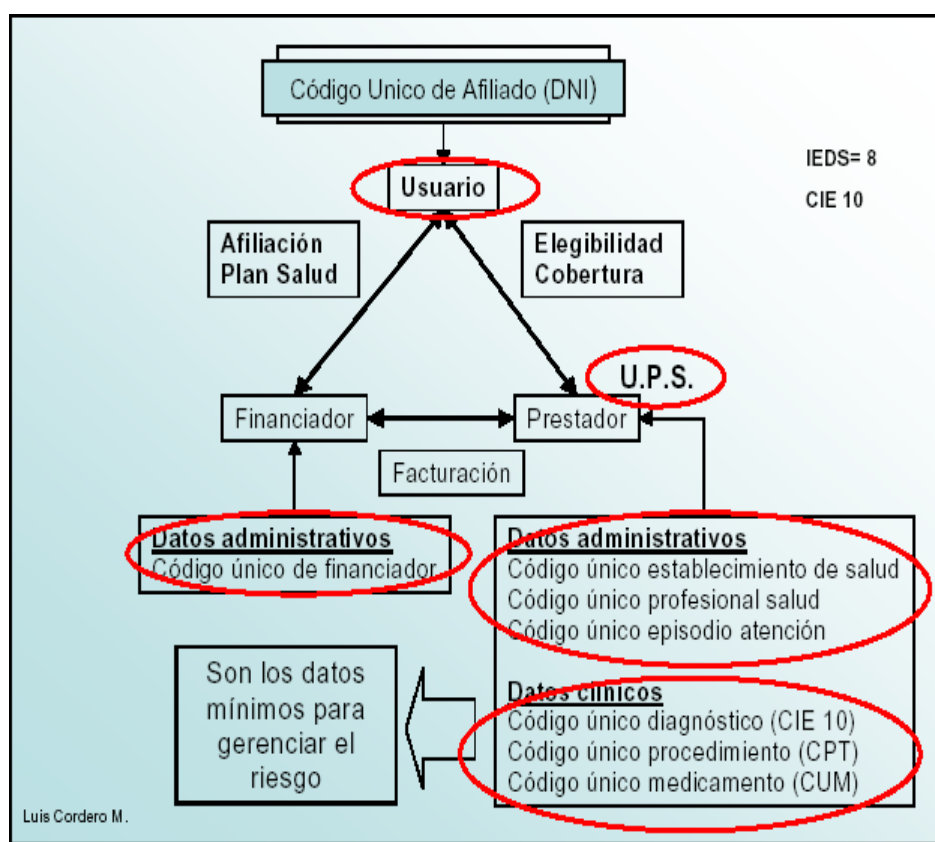 Código Unico de Afiliado (DNI)
IEDS= 8
CIE 10
Usuario
Afiliación
Plan Salud
Elegibilidad
Cobertura
U.P.S.
Financiador
Prestador
Facturación
Datos administrativos
Código único de financiador
Datos administrativos
Código único establecimiento de salud
Código único profesional salud
Código único episodio atención
Datos clínicos
Código único diagnóstico (CIE 10)
Código único procedimiento (CPT)
Código único medicamento (CUM)
Son los datos
mínimos para
gerenciar el
riesgo
Luis Cordero M.